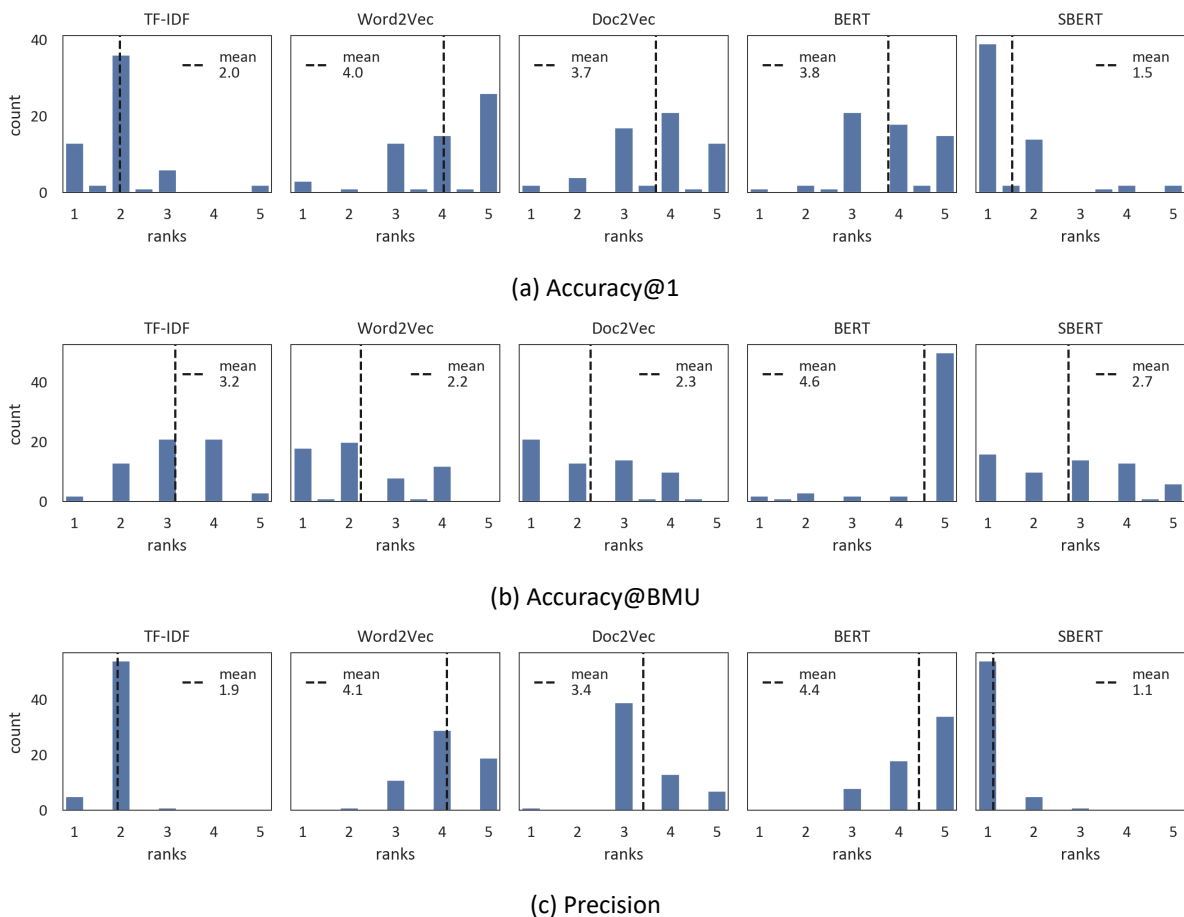 TF-IDF Word2Vec Doc2Vec BERT SBERT
40
20
0
count
mean
2.0
mean
4.0
mean
3.7
mean
3.8
mean
1.5
1 2 3 4 5 1 2 3 4 5 1 2 3 4 5 1 2 3 4 5 1 2 3 4 5
ranks ranks ranks ranks ranks
(a) Accuracy@1
TF-IDF Word2Vec Doc2Vec BERT SBERT
40
20
0
count
mean
3.2
mean
2.2
mean
2.3
mean
4.6
mean
2.7
1 2 3 4 5 1 2 3 4 5 1 2 3 4 5 1 2 3 4 5 1 2 3 4 5
ranks ranks ranks ranks ranks
(b) Accuracy@BMU
TF-IDF Word2Vec Doc2Vec BERT SBERT
40
20
0
count
mean
1.9
mean
4.1
mean
3.4
mean
4.4
mean
1.1
1 2 3 4 5 1 2 3 4 5 1 2 3 4 5 1 2 3 4 5 1 2 3 4 5
ranks ranks ranks ranks ranks
(c) Precision